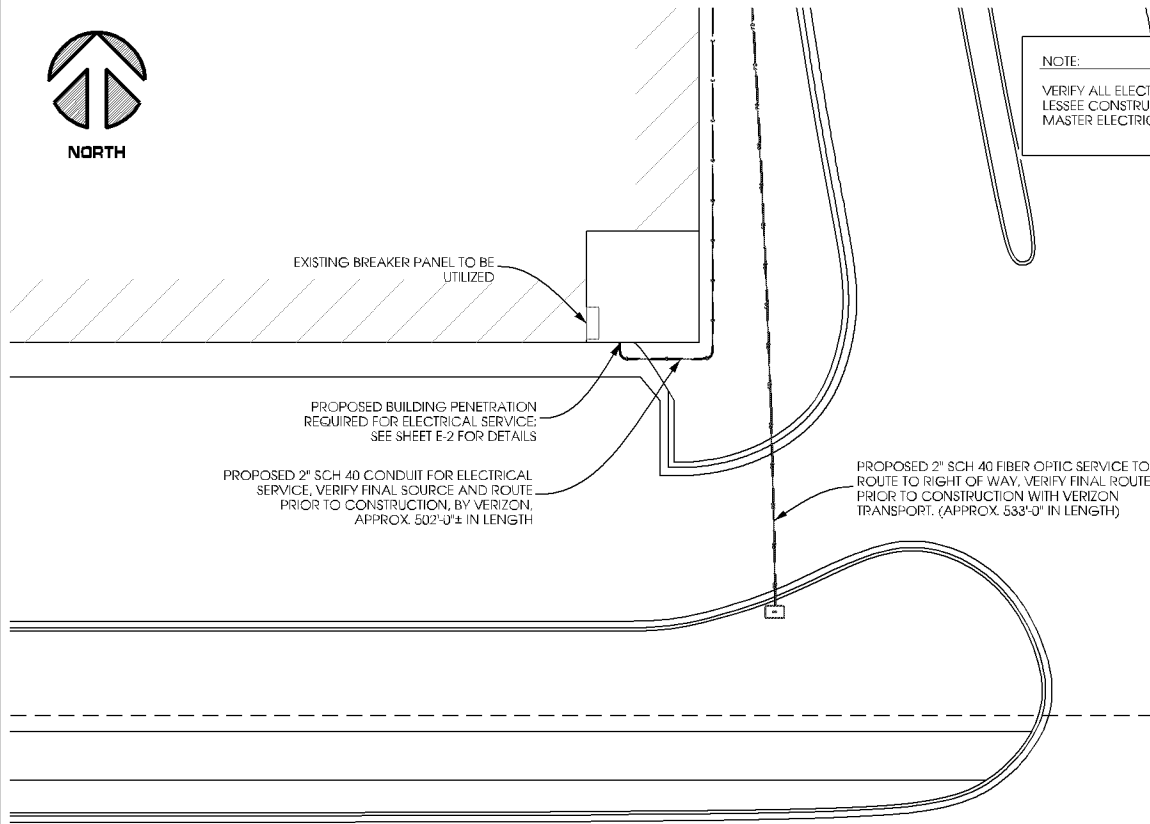 NORTH
NOTE:
VERIFY ALL ELECT
LESSEE CONSTRU
MASTER ELECTRIC
EXISTING BREAKER PANEL TO BE
UTILIZED
PROPOSED BUILDING PENETRATION
REQUIRED FOR ELECTRICAL SERVICE;
SEE SHEET E-2 FOR DETAILS
PROPOSED 2" SCH 40 CONDUIT FOR ELECTRICAL
SERVICE, VERIFY FINAL SOURCE AND ROUTE
PRIOR TO CONSTRUCTION, BY VERIZON,
APPROX. 502'-0"± IN LENGTH
PROPOSED 2" SCH 40 FIBER OPTIC SERVICE TO
ROUTE TO RIGHT OF WAY, VERIFY FINAL ROUTE
PRIOR TO CONSTRUCTION WITH VERIZON
TRANSPORT. (APPROX. 533'-0" IN LENGTH)